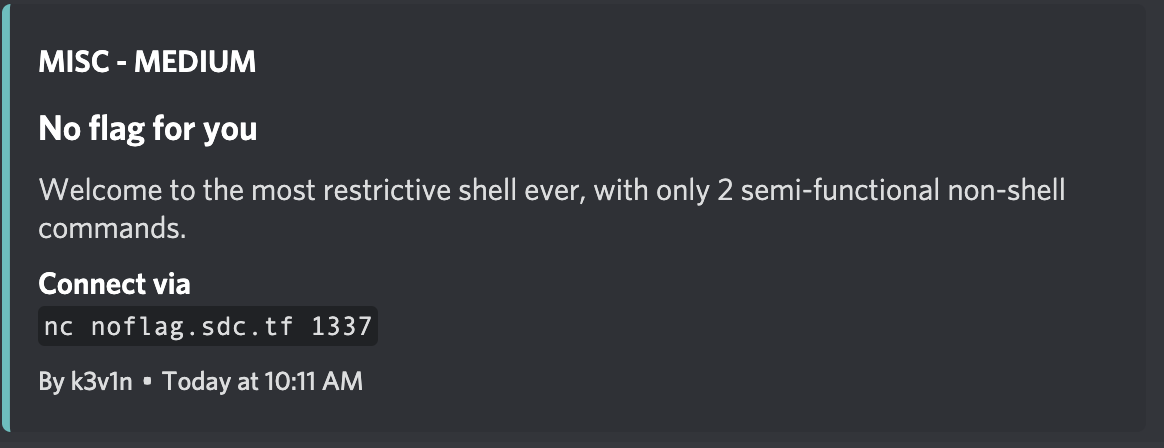 MISC - MEDIUM
No flag for you
Welcome to the most restrictive shell ever, with only 2 semi-functional non-shell
commands.
Connect via
nc noflag.sdc.tf 1337
By k3v1n • Today at 10:11 AM